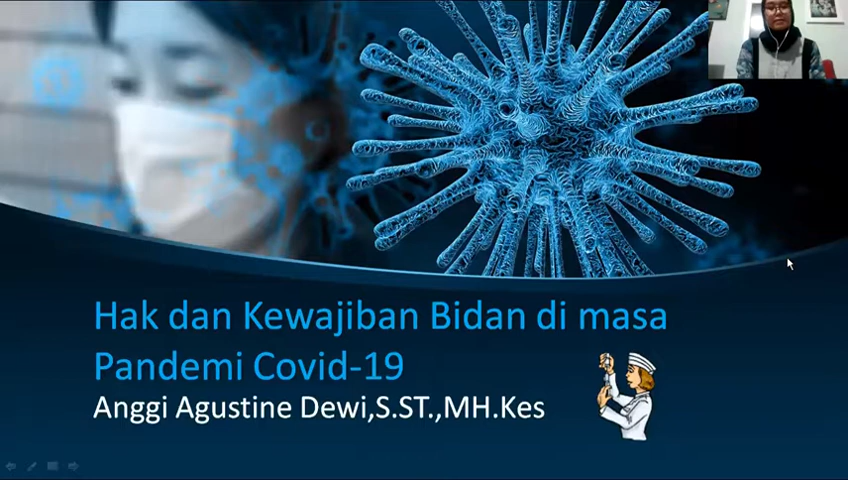 Hak dan Kewajiban Bidan di masa
Pandemi Covid-19
Anggi Agustine Dewi,S.ST.,MH.Kes